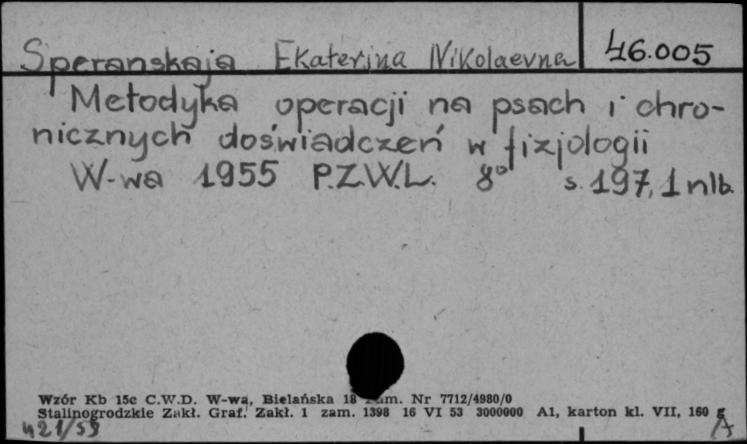 Speranskaja Ekaterina Nikolaevna 46.005
Metodyka operacji na psach i chro-
nicznych doświadczeń w fizjologii
W-wa 1955 P.Z.W.L. 8° s. 197, 1 nlb.
Wzór Kb 15c C.W.D. W-wa, Bielańska 18 zam. Nr 7712/4980/0
Stalinogrodzkie Zakł. Graf. Zakł. 1 zam. 1398 16 VI 53 3000000 A1, karton kl. VII, 160 g
421/59 A